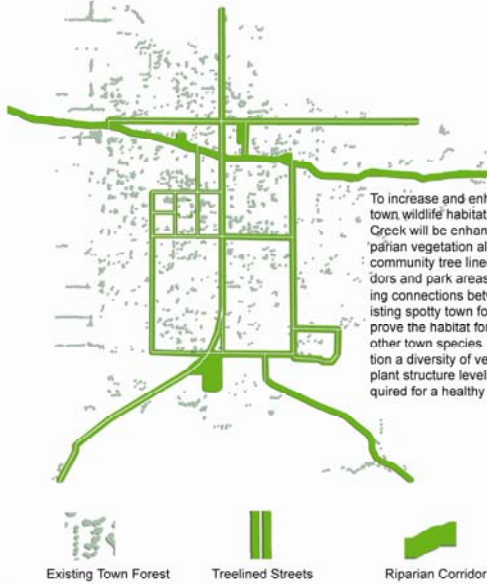 To increase and enh
town wildlife habitat
Creek will be enhan
parian vegetation al
community tree line
dors and park areas
ing connections betw
isting spotty town fo
prove the habitat for
other town species.
tion a diversity of ve
plant structure level
quired for a healthy
Existing Town Forest
Treelined Streets
Riparian Corridor